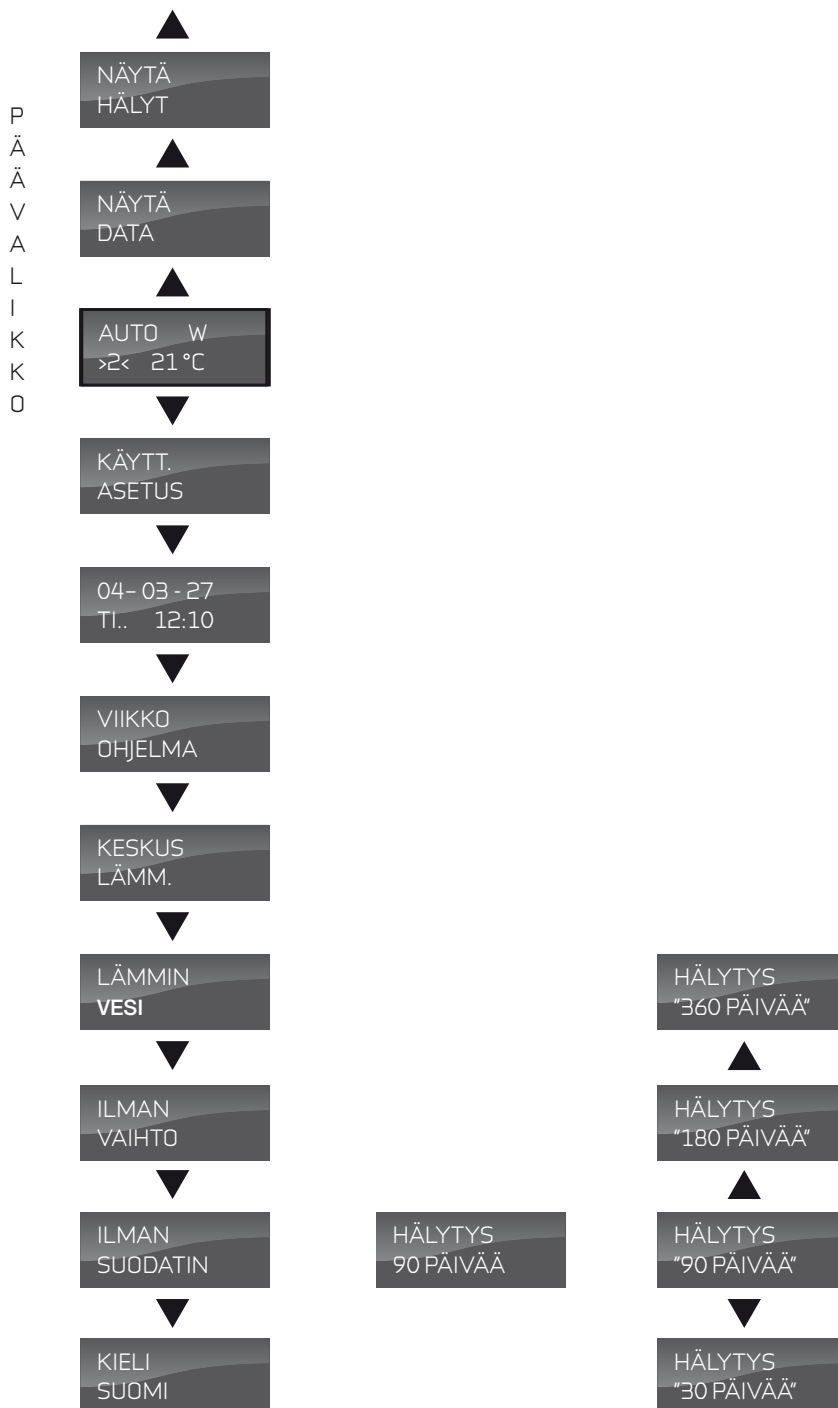 PÄÄVALIKKO
NÄYTÄ
HÄLYT
NÄYTÄ
DATA
AUTO W
>2< 21 °C
KÄYTT.
ASETUS
04- 03 - 27
TI.. 12:10
VIIKKO
OHJELMA
KESKUS
LÄMM.
LÄMMIN
VESI
HÄLYTYS
"360 PÄIVÄÄ"
ILMAN
VAIHTO
HÄLYTYS
"180 PÄIVÄÄ"
ILMAN
SUODATIN
HÄLYTYS
90 PÄIVÄÄ
HÄLYTYS
"90 PÄIVÄÄ"
KIELI
SUOMI
HÄLYTYS
"30 PÄIVÄÄ"